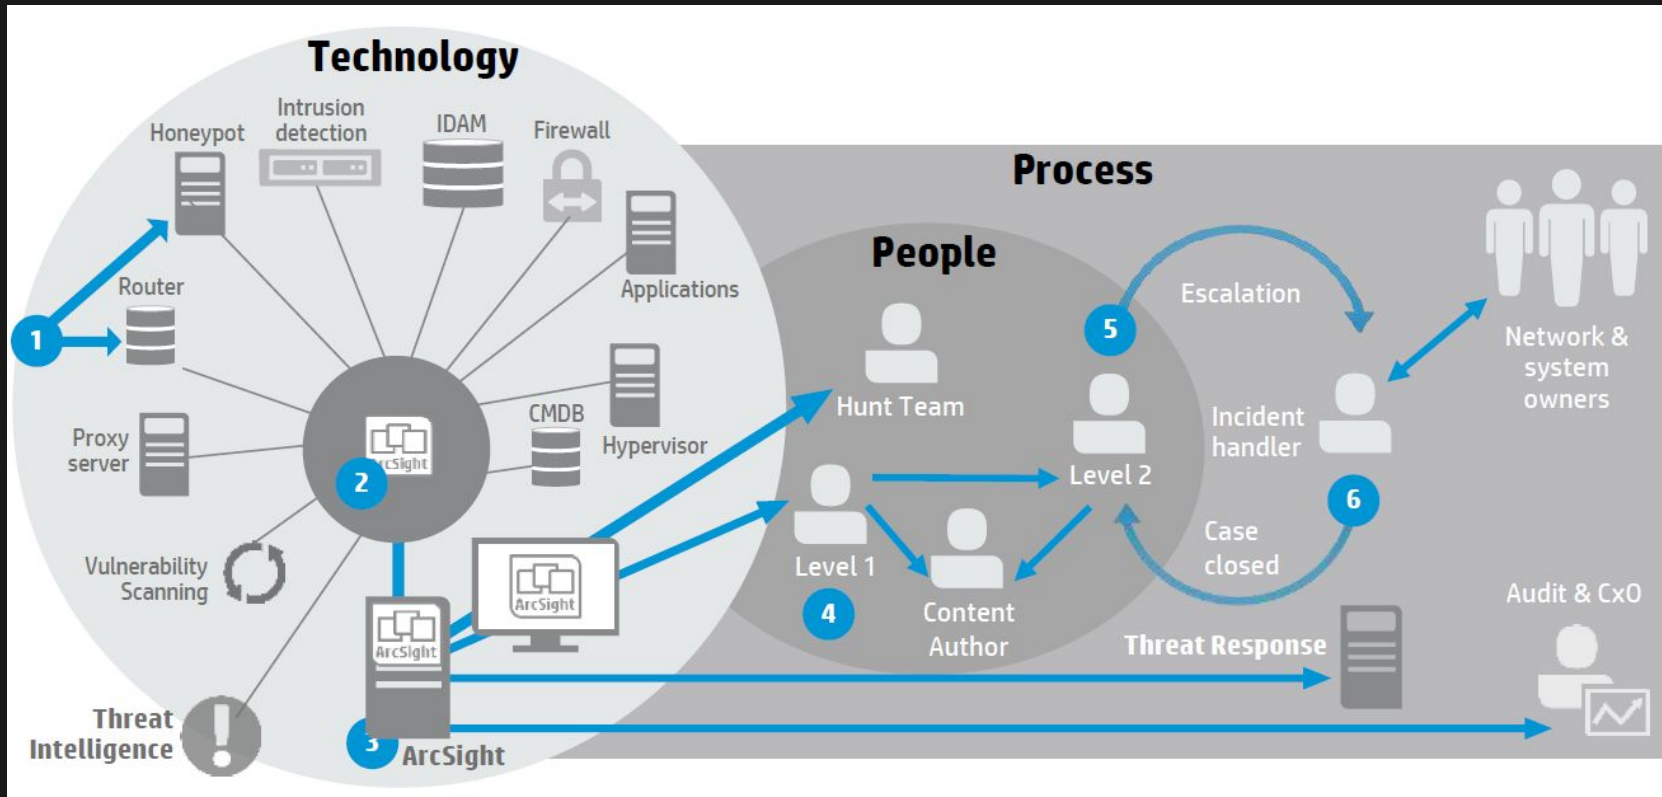 Technology
Honeypot
Intrusion
detection
IDAM
Firewall
Applications
Router
1
Proxy
server
CMDB
Hypervisor
ArcSight
2
Vulnerability
Scanning
Threat
Intelligence
ArcSight
ArcSight
3
ArcSight
Process
People
Hunt Team
Level 1
4
Level 2
5
Content
Author
Escalation
Incident
handler
6
Case
closed
Network &
system
owners
Threat Response
Audit & CxO